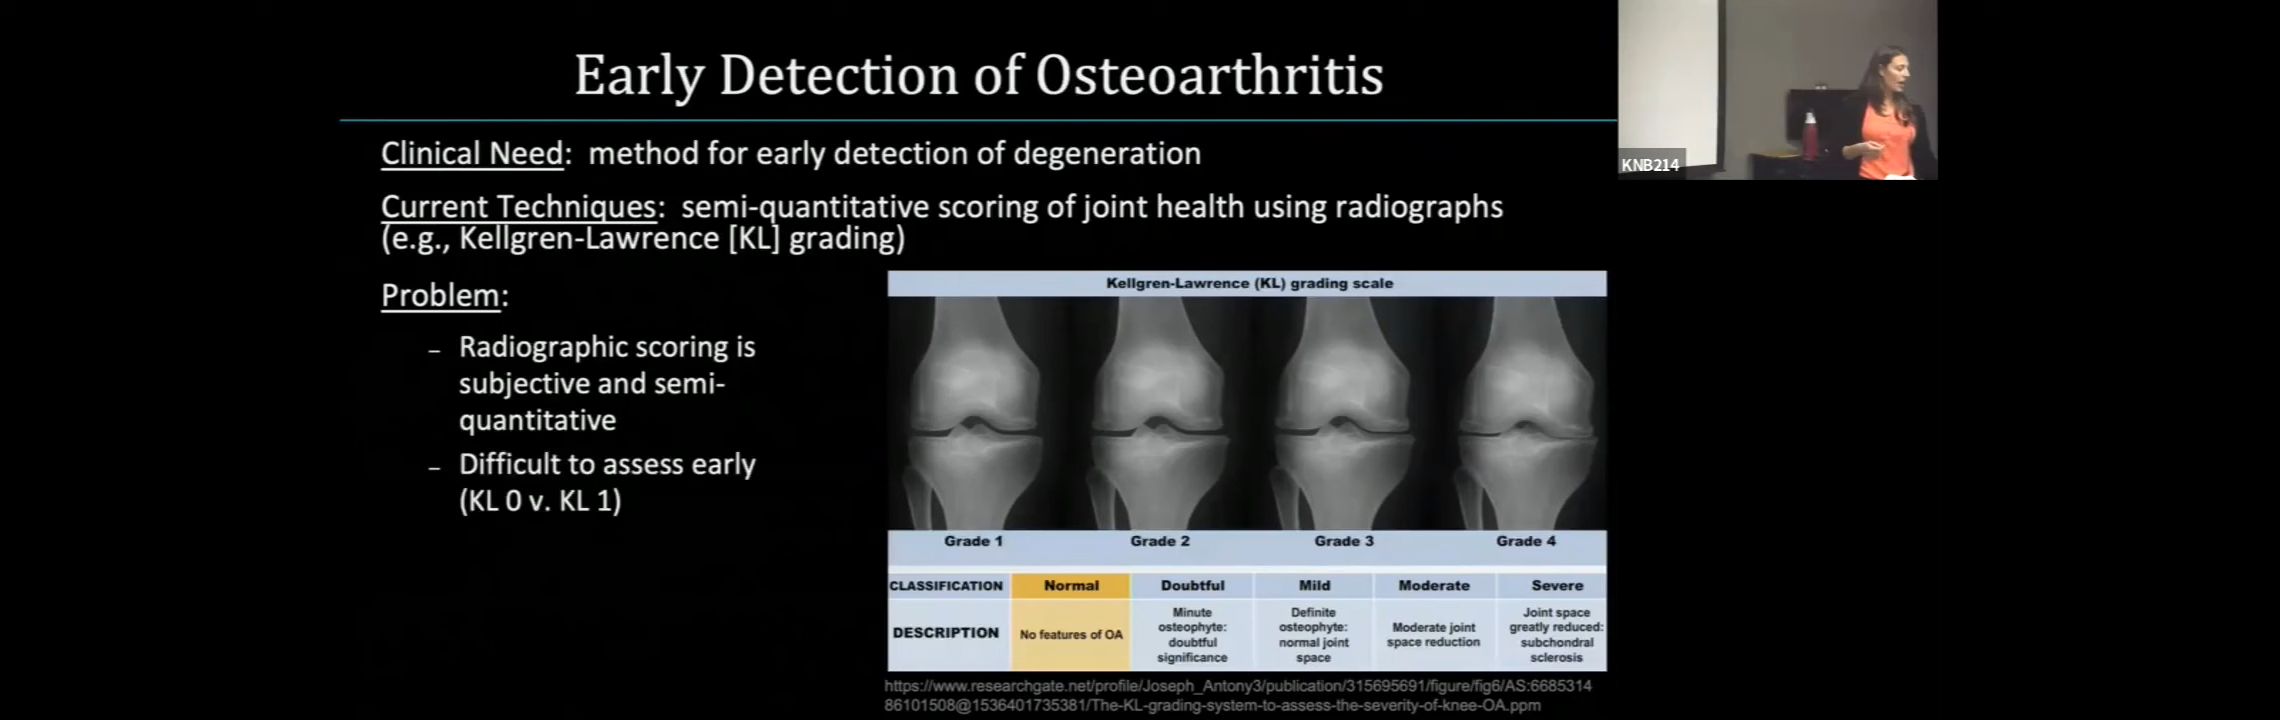 Early Detection of Osteoarthritis
KNB214
Clinical Need: method for early detection of degeneration
Current Techniques: semi-quantitative scoring of joint health using radiographs
(e.g., Kellgren-Lawrence [KL] grading)
Problem:
– Radiographic scoring is
subjective and semi-
quantitative
– Difficult to assess early
(KL 0 v. KL 1)
Kellgren-Lawrence (KL) grading scale
Grade 1 Grade 2 Grade 3 Grade 4
CLASSIFICATION Normal Doubtful Mild Moderate Severe
DESCRIPTION
No features of OA
Minute
osteophyte:
doubtful
significance
Definite
osteophyte:
normal joint
space
Moderate joint
space reduction
Joint space
greatly reduced:
subchondral
sclerosis
https://www.researchgate.net/profile/Joseph_Antony3/publication/315695691/figure/fig6/AS:6685314
86101508@1536401735381/The-KL-grading-system-to-assess-the-severity-of-knee-OA.ppm